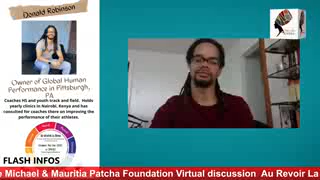 Donald Robinson
Owner of Global Human
Performance in Pittsburgh,
PA
Coaches HS and youth track and field. Holds
yearly clinics in Nairobi, Kenya and has
consulted for coaches there on improving the
performance of their athletes.
FLASH INFOS
Michael & Mauritia Patcha Foundation Virtual discussion Au Revoir La